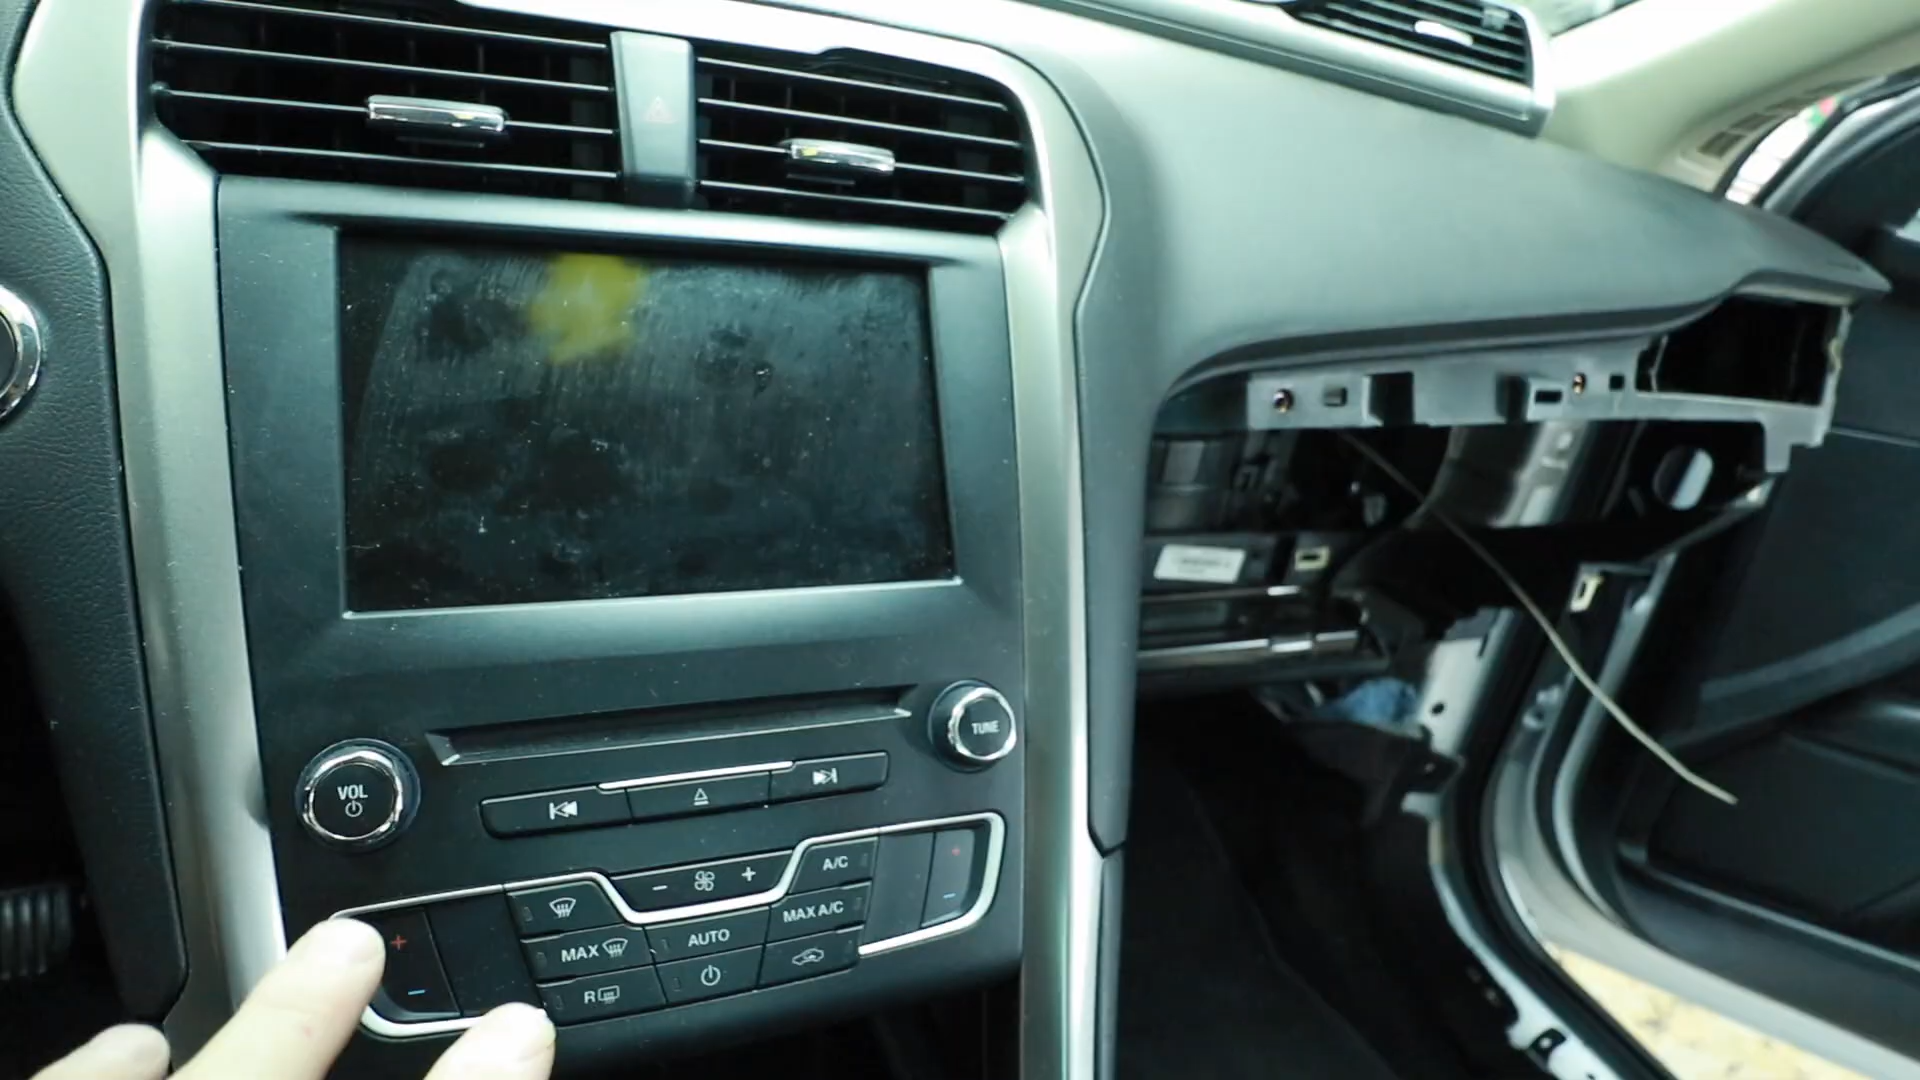 TUNE
VOL
A/C
- +
+
-
MAX A/C
+
-
MAX
AUTO
R